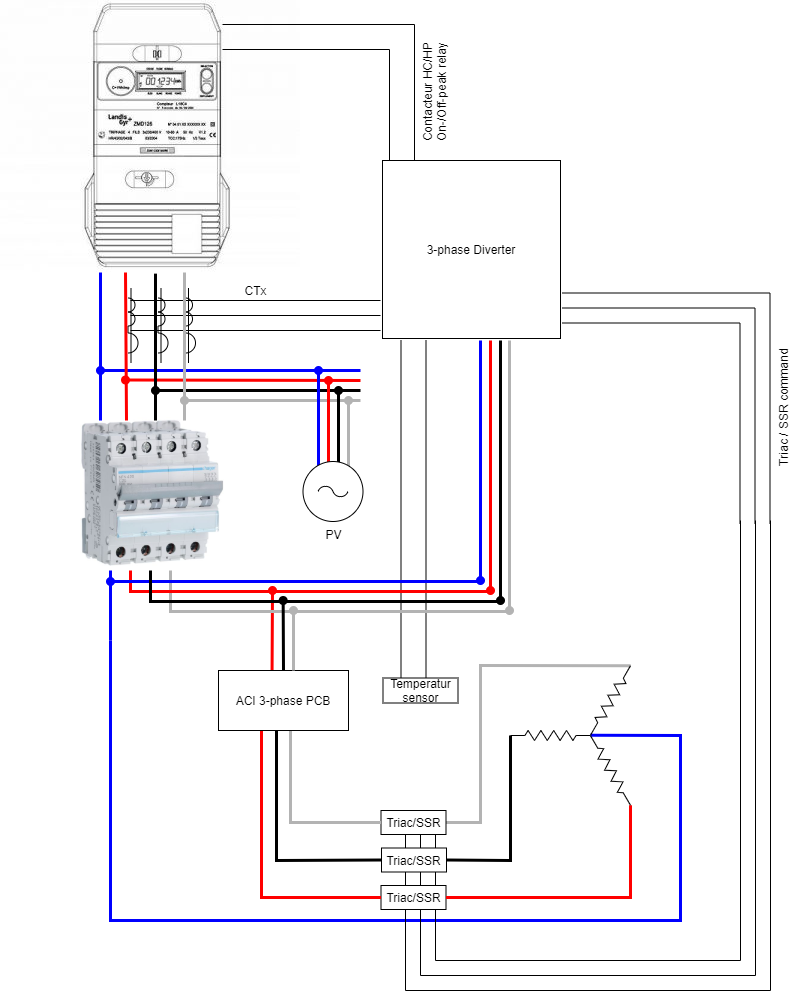 Contacteur HC/HP
On-/Off-peak relay
Landis
Gyr+
ZMD126
3-phase Diverter
CTx
Triac / SSR command
PV
ACI 3-phase PCB
Temperatur
sensor
Triac/SSR
Triac/SSR
Triac/SSR